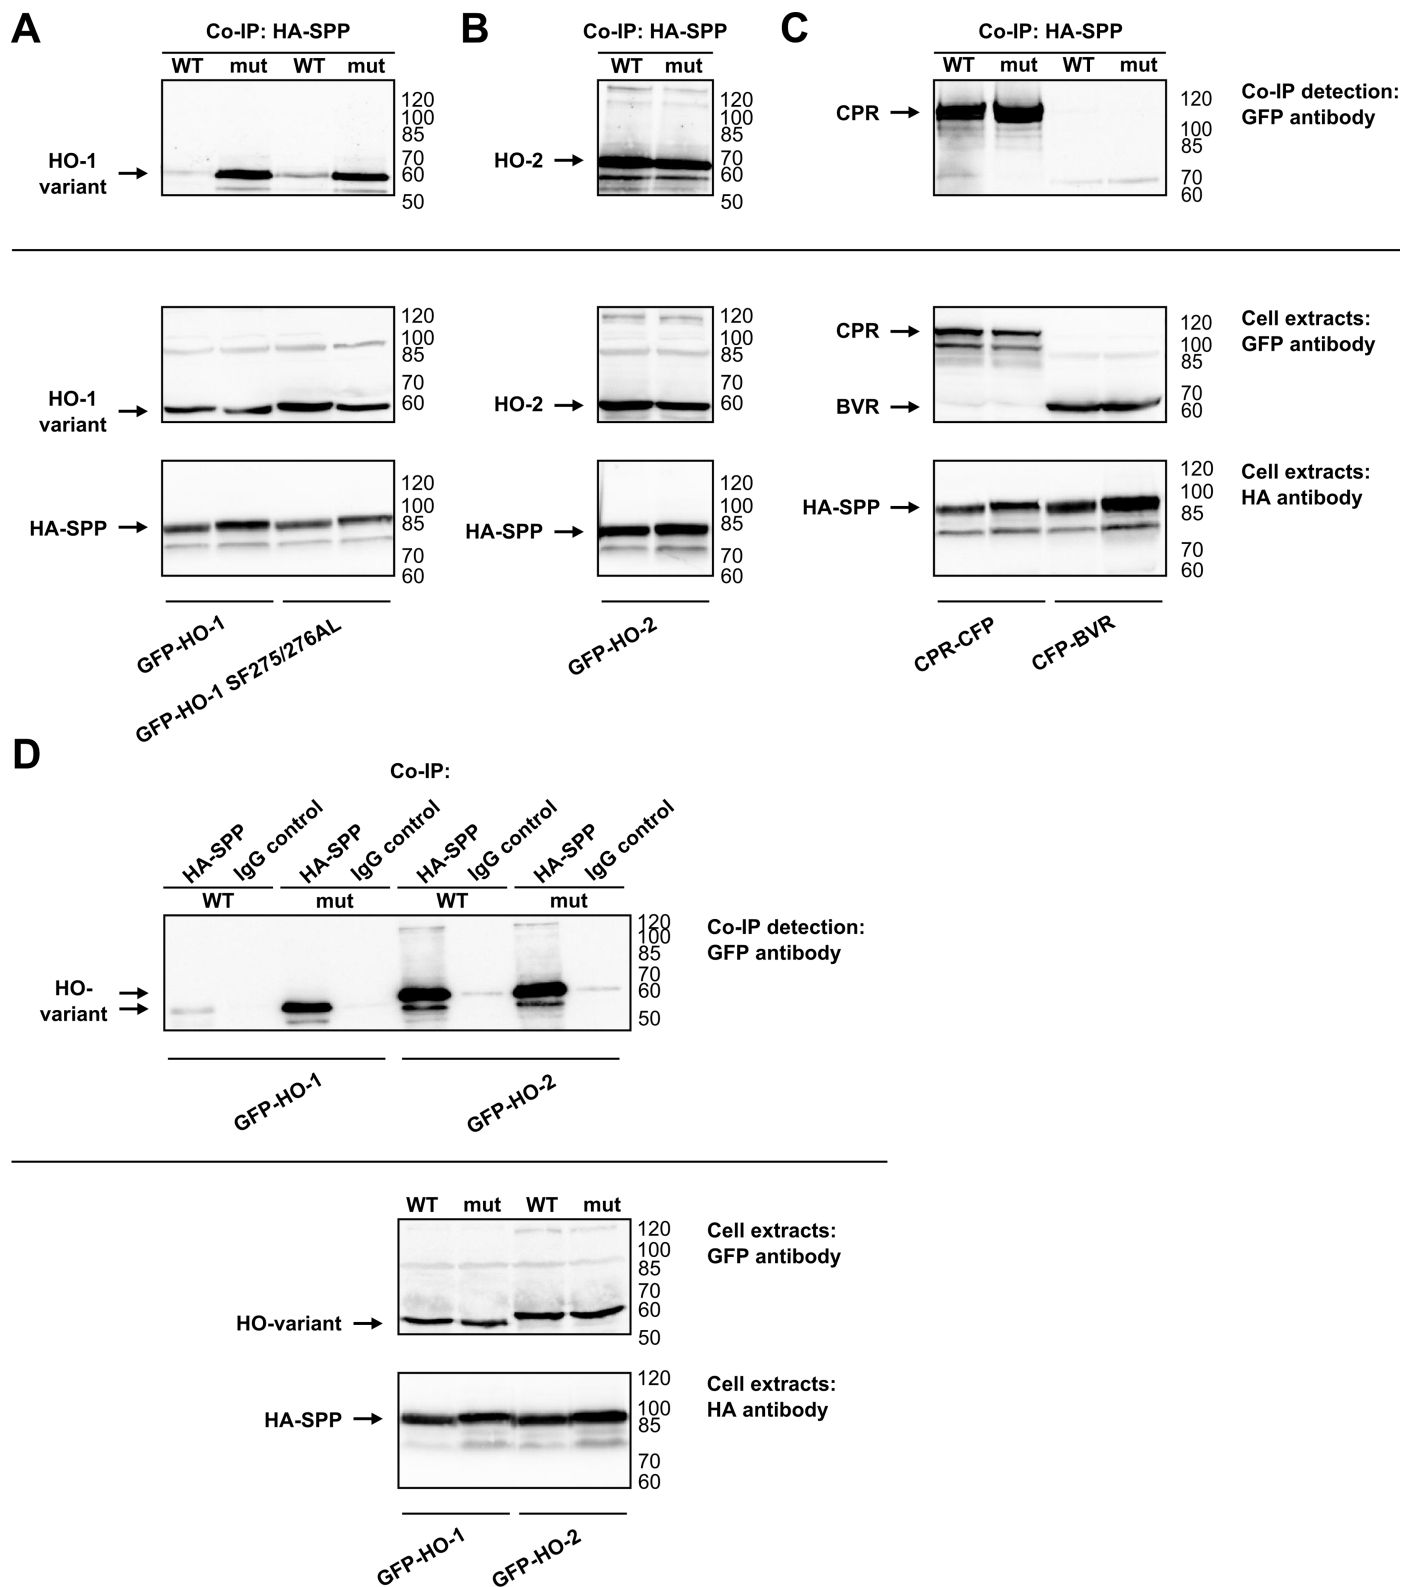 A
Co-IP: HA-SPP
WT mut WT mut
120
100
85
70
60
50
HO-1
variant
B
Co-IP: HA-SPP
WT mut
120
100
85
70
60
50
HO-2
C
Co-IP: HA-SPP
WT mut WT mut
120
100
85
70
60
CPR
Co-IP detection:
GFP antibody
HO-1
variant
120
100
85
70
60
HO-2
120
100
85
70
60
CPR
BVR
120
100
85
70
60
Cell extracts:
GFP antibody
HA-SPP
120
100
85
70
60
HA-SPP
120
100
85
70
60
HA-SPP
120
100
85
70
60
Cell extracts:
HA antibody
GFP-HO-1
GFP-HO-1 SF275/276AL
GFP-HO-2
CPR-CFP
CFP-BVR
D
Co-IP:
HA-SPP IgG control HA-SPP IgG control HA-SPP IgG control HA-SPP IgG control
WT mut WT mut
HO-
variant
120
100
85
70
60
50
Co-IP detection:
GFP antibody
GFP-HO-1
GFP-HO-2
WT mut WT mut
HO-variant
120
100
85
70
60
50
Cell extracts:
GFP antibody
HA-SPP
120
100
85
70
60
Cell extracts:
HA antibody
GFP-HO-1
GFP-HO-2